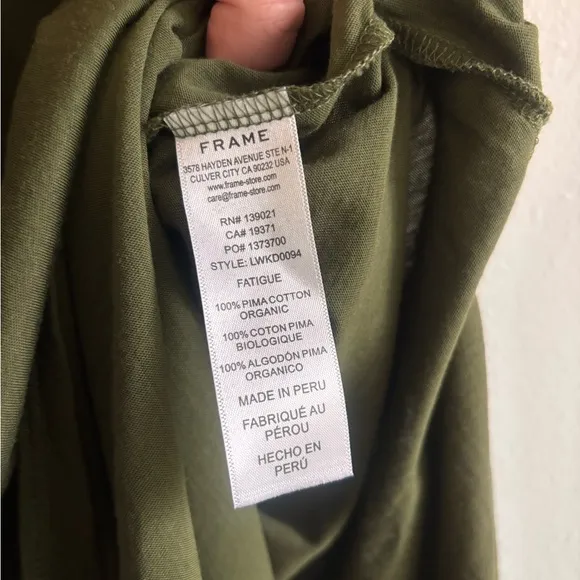 FRAME
3578 HAYDEN AVENUE STE N-1
CULVER CITY CA 90232 USA
www.frame-store.com
care@frame-store.com
RN# 139021
CA# 19371
PO# 1373700
STYLE: LWKD0094
FATIGUE
100% PIMA COTTON
ORGANIC
100% COTON PIMA
BIOLOGIQUE
100% ALGODÓN PIMA
ORGANICO
MADE IN PERU
FABRIQUÉ AU
PÉROU
HECHO EN
PERÚ